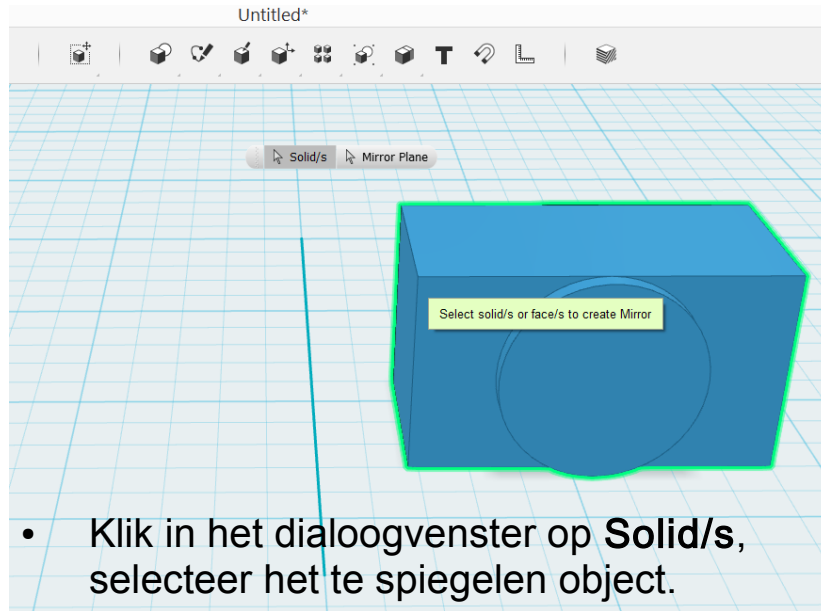 Untitled*
Solid/s Mirror Plane
Select solid/s or face/s to create Mirror
• Klik in het dialoogvenster op Solid/s,
selecteer het te spiegelen object.